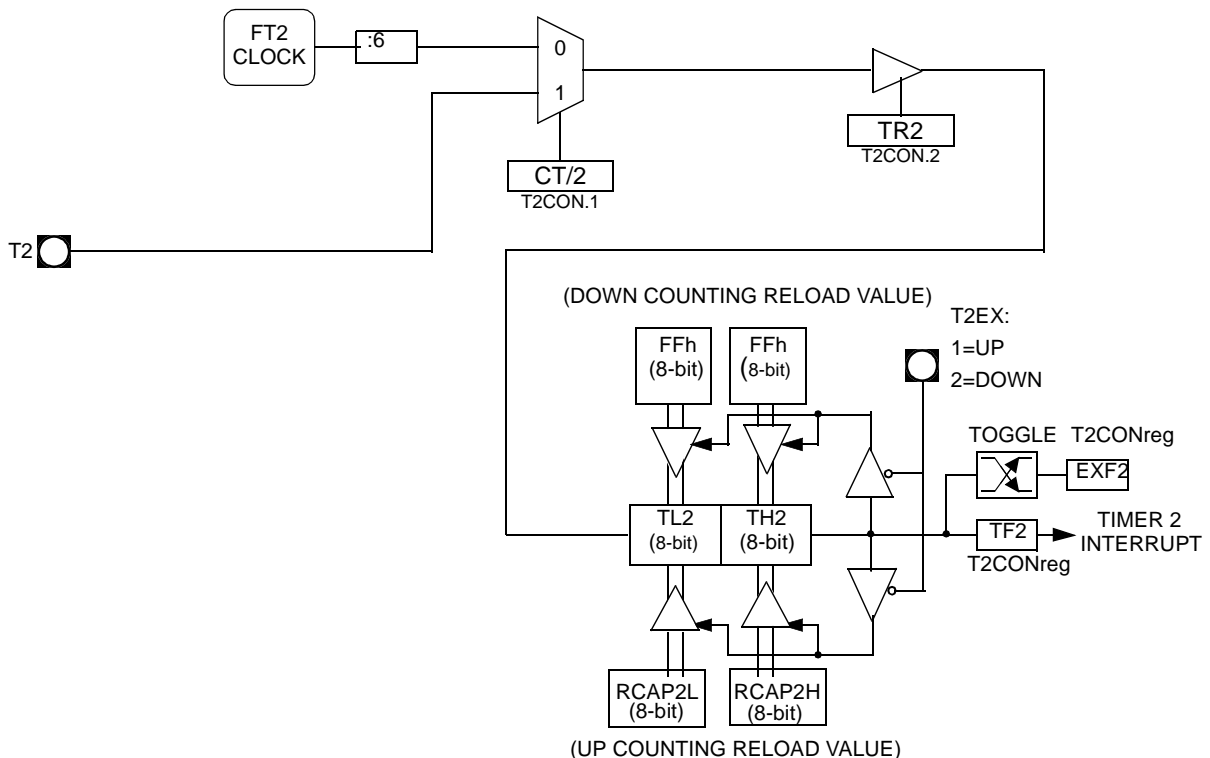 FT2
CLOCK
:6
0
1
TR2
T2CON.2
CT/2
T2CON.1
T2
(DOWN COUNTING RELOAD VALUE)
T2EX:
1=UP
2=DOWN
FFh
(8-bit)
FFh
(8-bit)
TOGGLE
T2CONreg
EXF2
TL2
(8-bit)
TH2
(8-bit)
TF2
T2CONreg
TIMER 2
INTERRUPT
RCAP2L
(8-bit)
RCAP2H
(8-bit)
(UP COUNTING RELOAD VALUE)